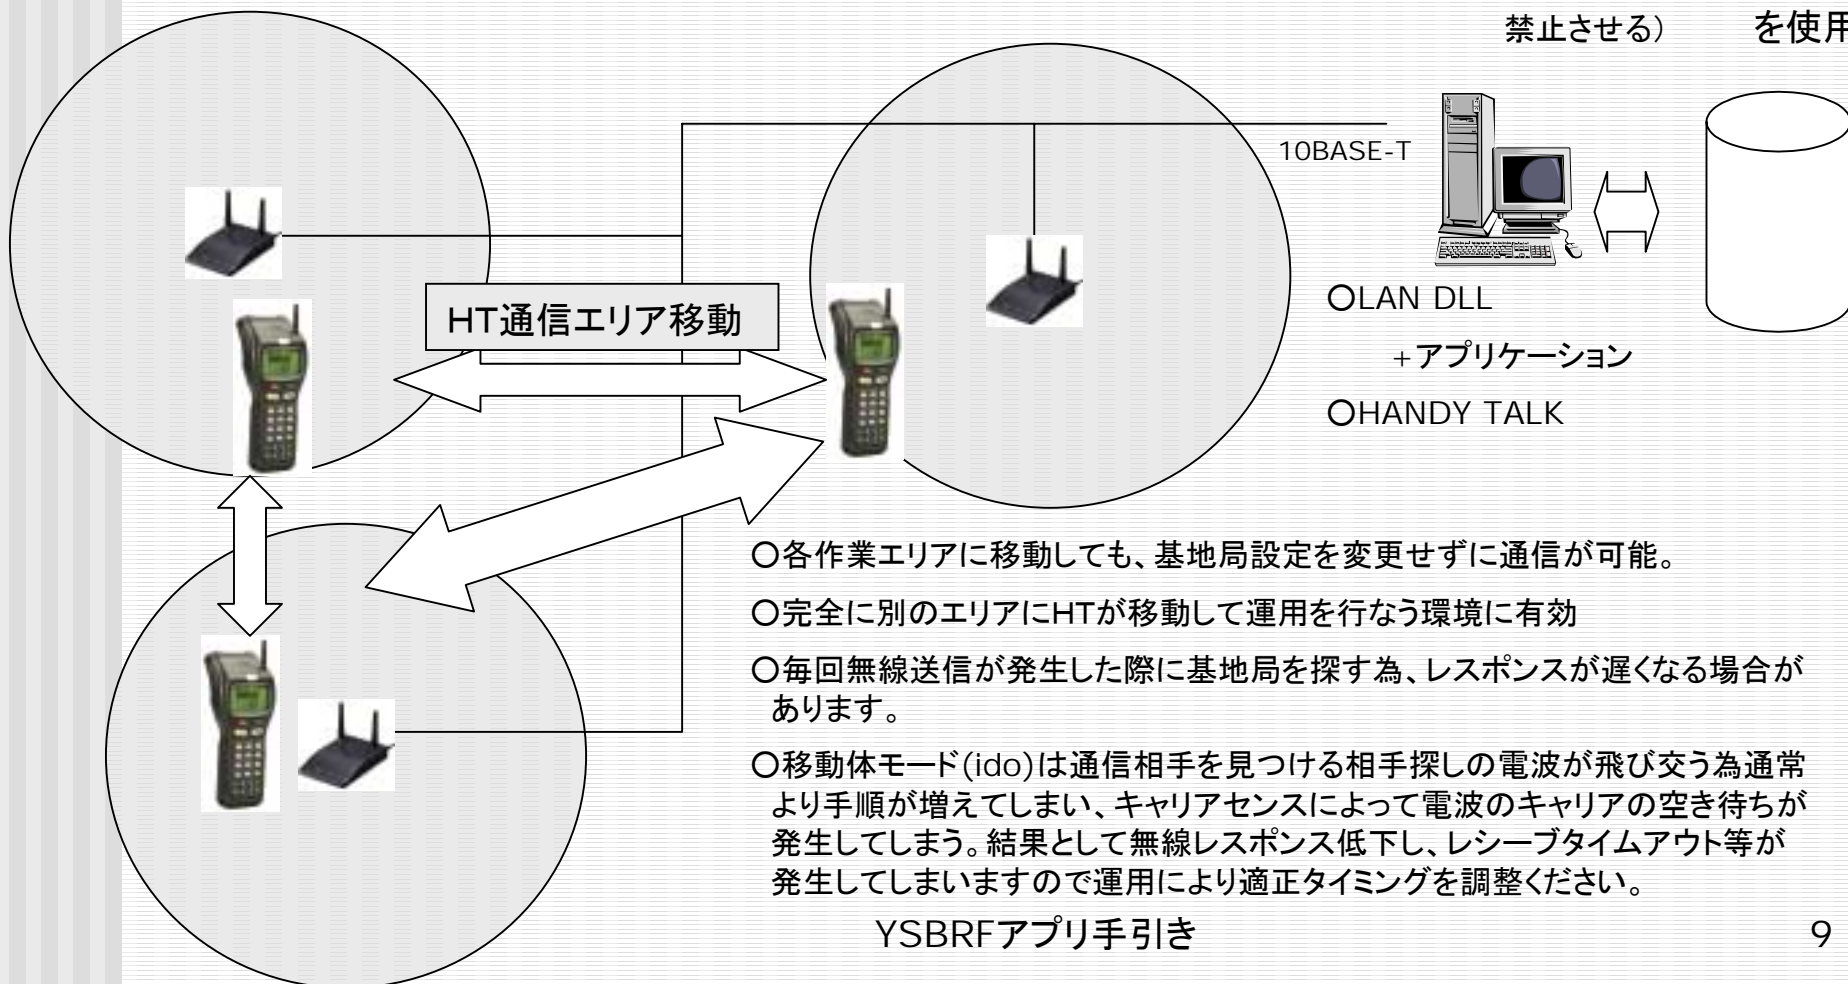 禁止させる） を使用
10BASE-T
HT通信エリア移動
○LAN DLL
+アプリケーション
○HANDY TALK
○各作業エリアに移動しても、基地局設定を変更せずに通信が可能。
○完全に別のエリアにHTが移動して運用を行なう環境に有効
○毎回無線送信が発生した際に基地局を探す為、レスポンスが遅くなる場合が
あります。
○移動体モード(ido)は通信相手を見つける相手探しの電波が飛び交う為通常
より手順が増えてしまい、キャリアセンスによって電波のキャリアの空き待ちが
発生してしまう。結果として無線レスポンス低下し、レシーブタイムアウト等が
発生してしまいますので運用により適正タイミングを調整ください。
YSBRFアプリ手引き 9